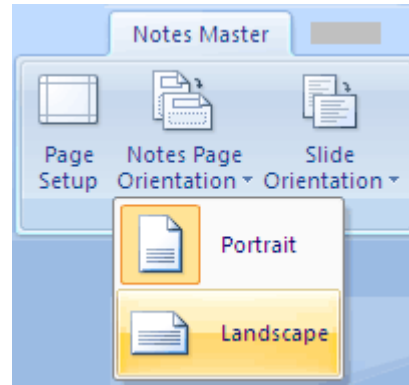 Notes Master
Page Setup
Notes Page Orientation
Slide Orientation
Portrait
Landscape